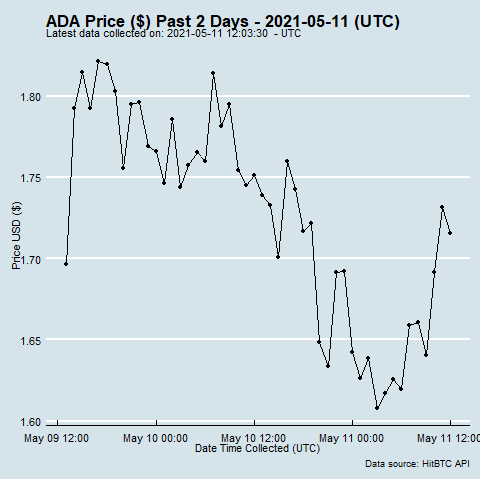 ADA Price ($) Past 2 Days - 2021-05-11 (UTC)
Latest data collected on: 2021-05-11 12:03:30 - UTC
Price USD ($)
1.80
1.75
1.70
1.65
1.60
May 09 12:00
May 10 00:00
May 10 12:00
May 11 00:00
May 11 12:00
Date Time Collected (UTC)
Data source: HitBTC API